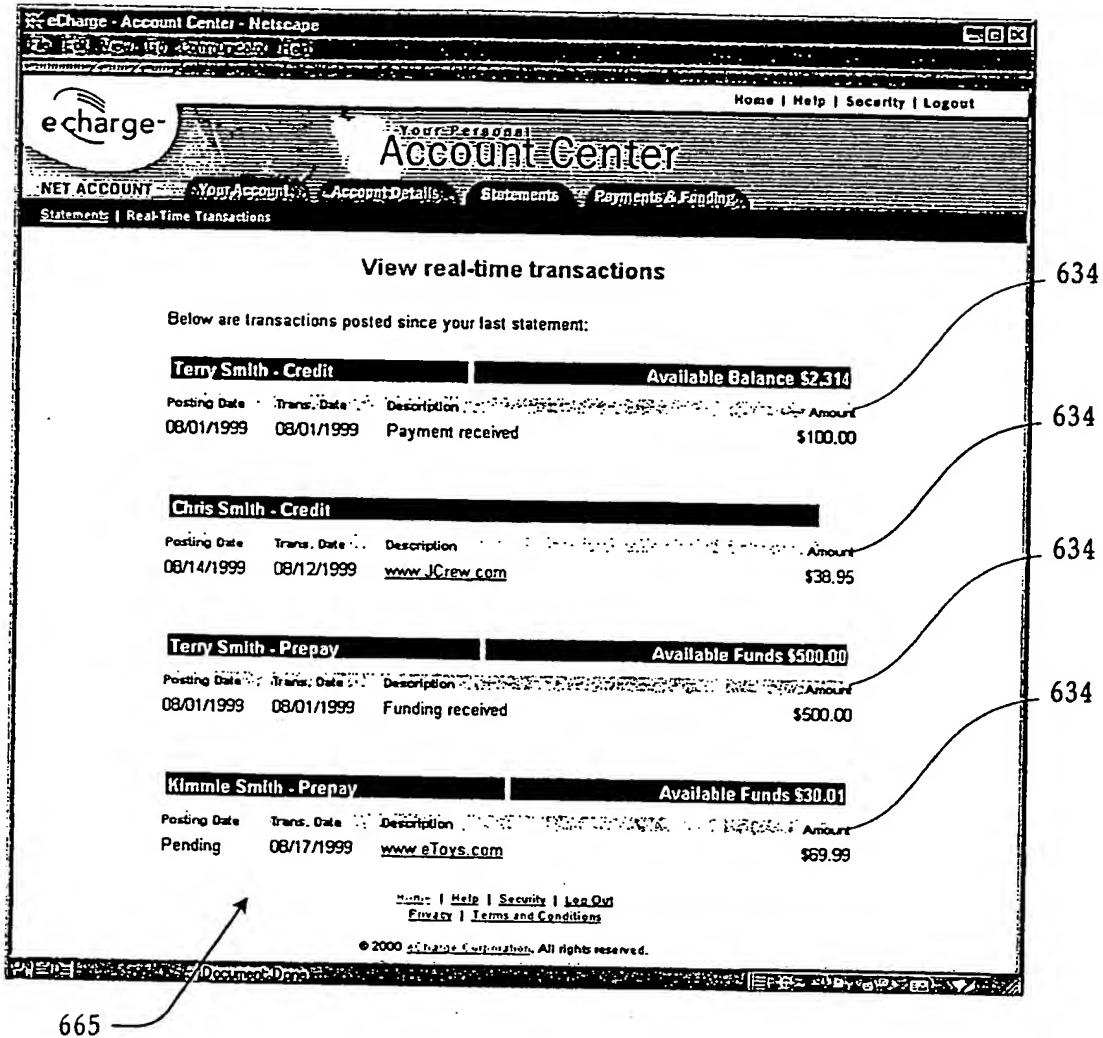 eCharge - Account Center - Netscape
Home | Help | Security | Logout
echarge
Your Personal
Account Center
NET ACCOUNT Your Account Account Details Statements Payments & Funding
Statements | Real-Time Transactions
View real-time transactions
634
Below are transactions posted since your last statement:
Terry Smith - Credit Available Balance $2,314
Posting Date Trans. Date Description Amount
08/01/1999 08/01/1999 Payment received $100.00
634
Chris Smith - Credit
Posting Date Trans. Date Description Amount
08/14/1999 08/12/1999 www.JCrew.com $38.95
634
Terry Smith - Prepay Available Funds $500.00
Posting Date Trans. Date Description Amount
08/01/1999 08/01/1999 Funding received $500.00
634
Kimmie Smith - Prepay Available Funds $30.01
Posting Date Trans. Date Description Amount
Pending 08/17/1999 www.eToys.com $69.99
Home | Help | Security | Log Out
Privacy | Terms and Conditions
© 2000 eCharge Corporation. All rights reserved.
Document: Done
665